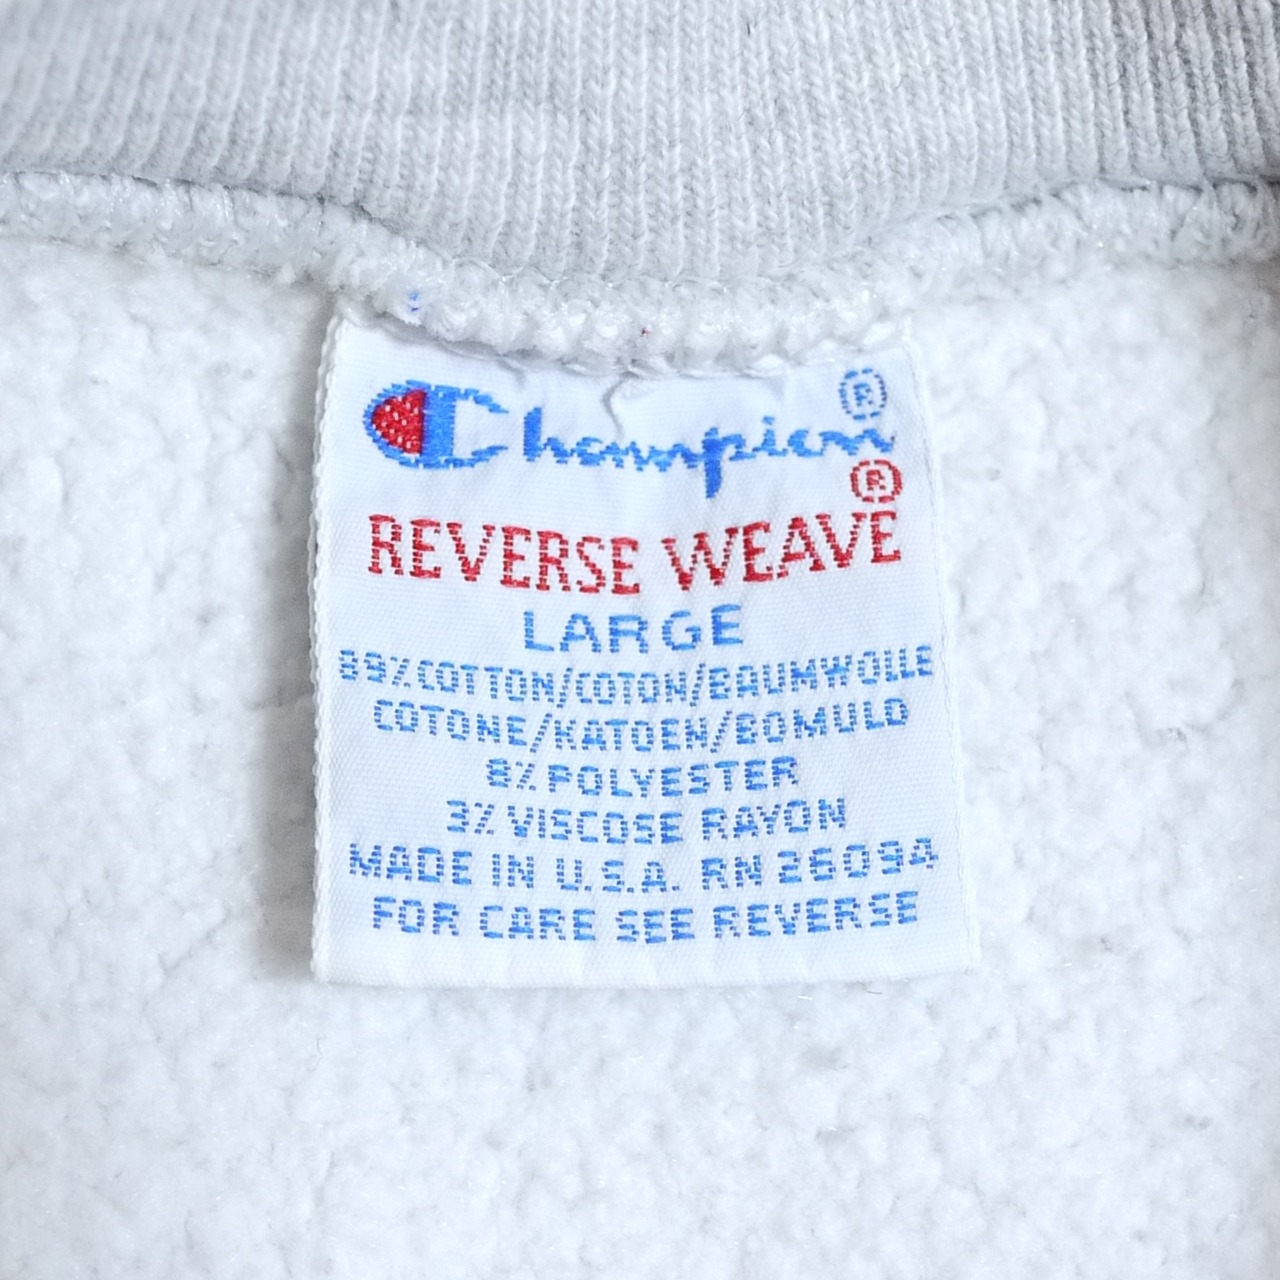 Champion®
REVERSE WEAVE®
LARGE
89% COTTON/COTON/BAUMWOLLE
COTONE/KATOEN/BOMULD
8% POLYESTER
3% VISCOSE RAYON
MADE IN U.S.A. RN 26094
FOR CARE SEE REVERSE